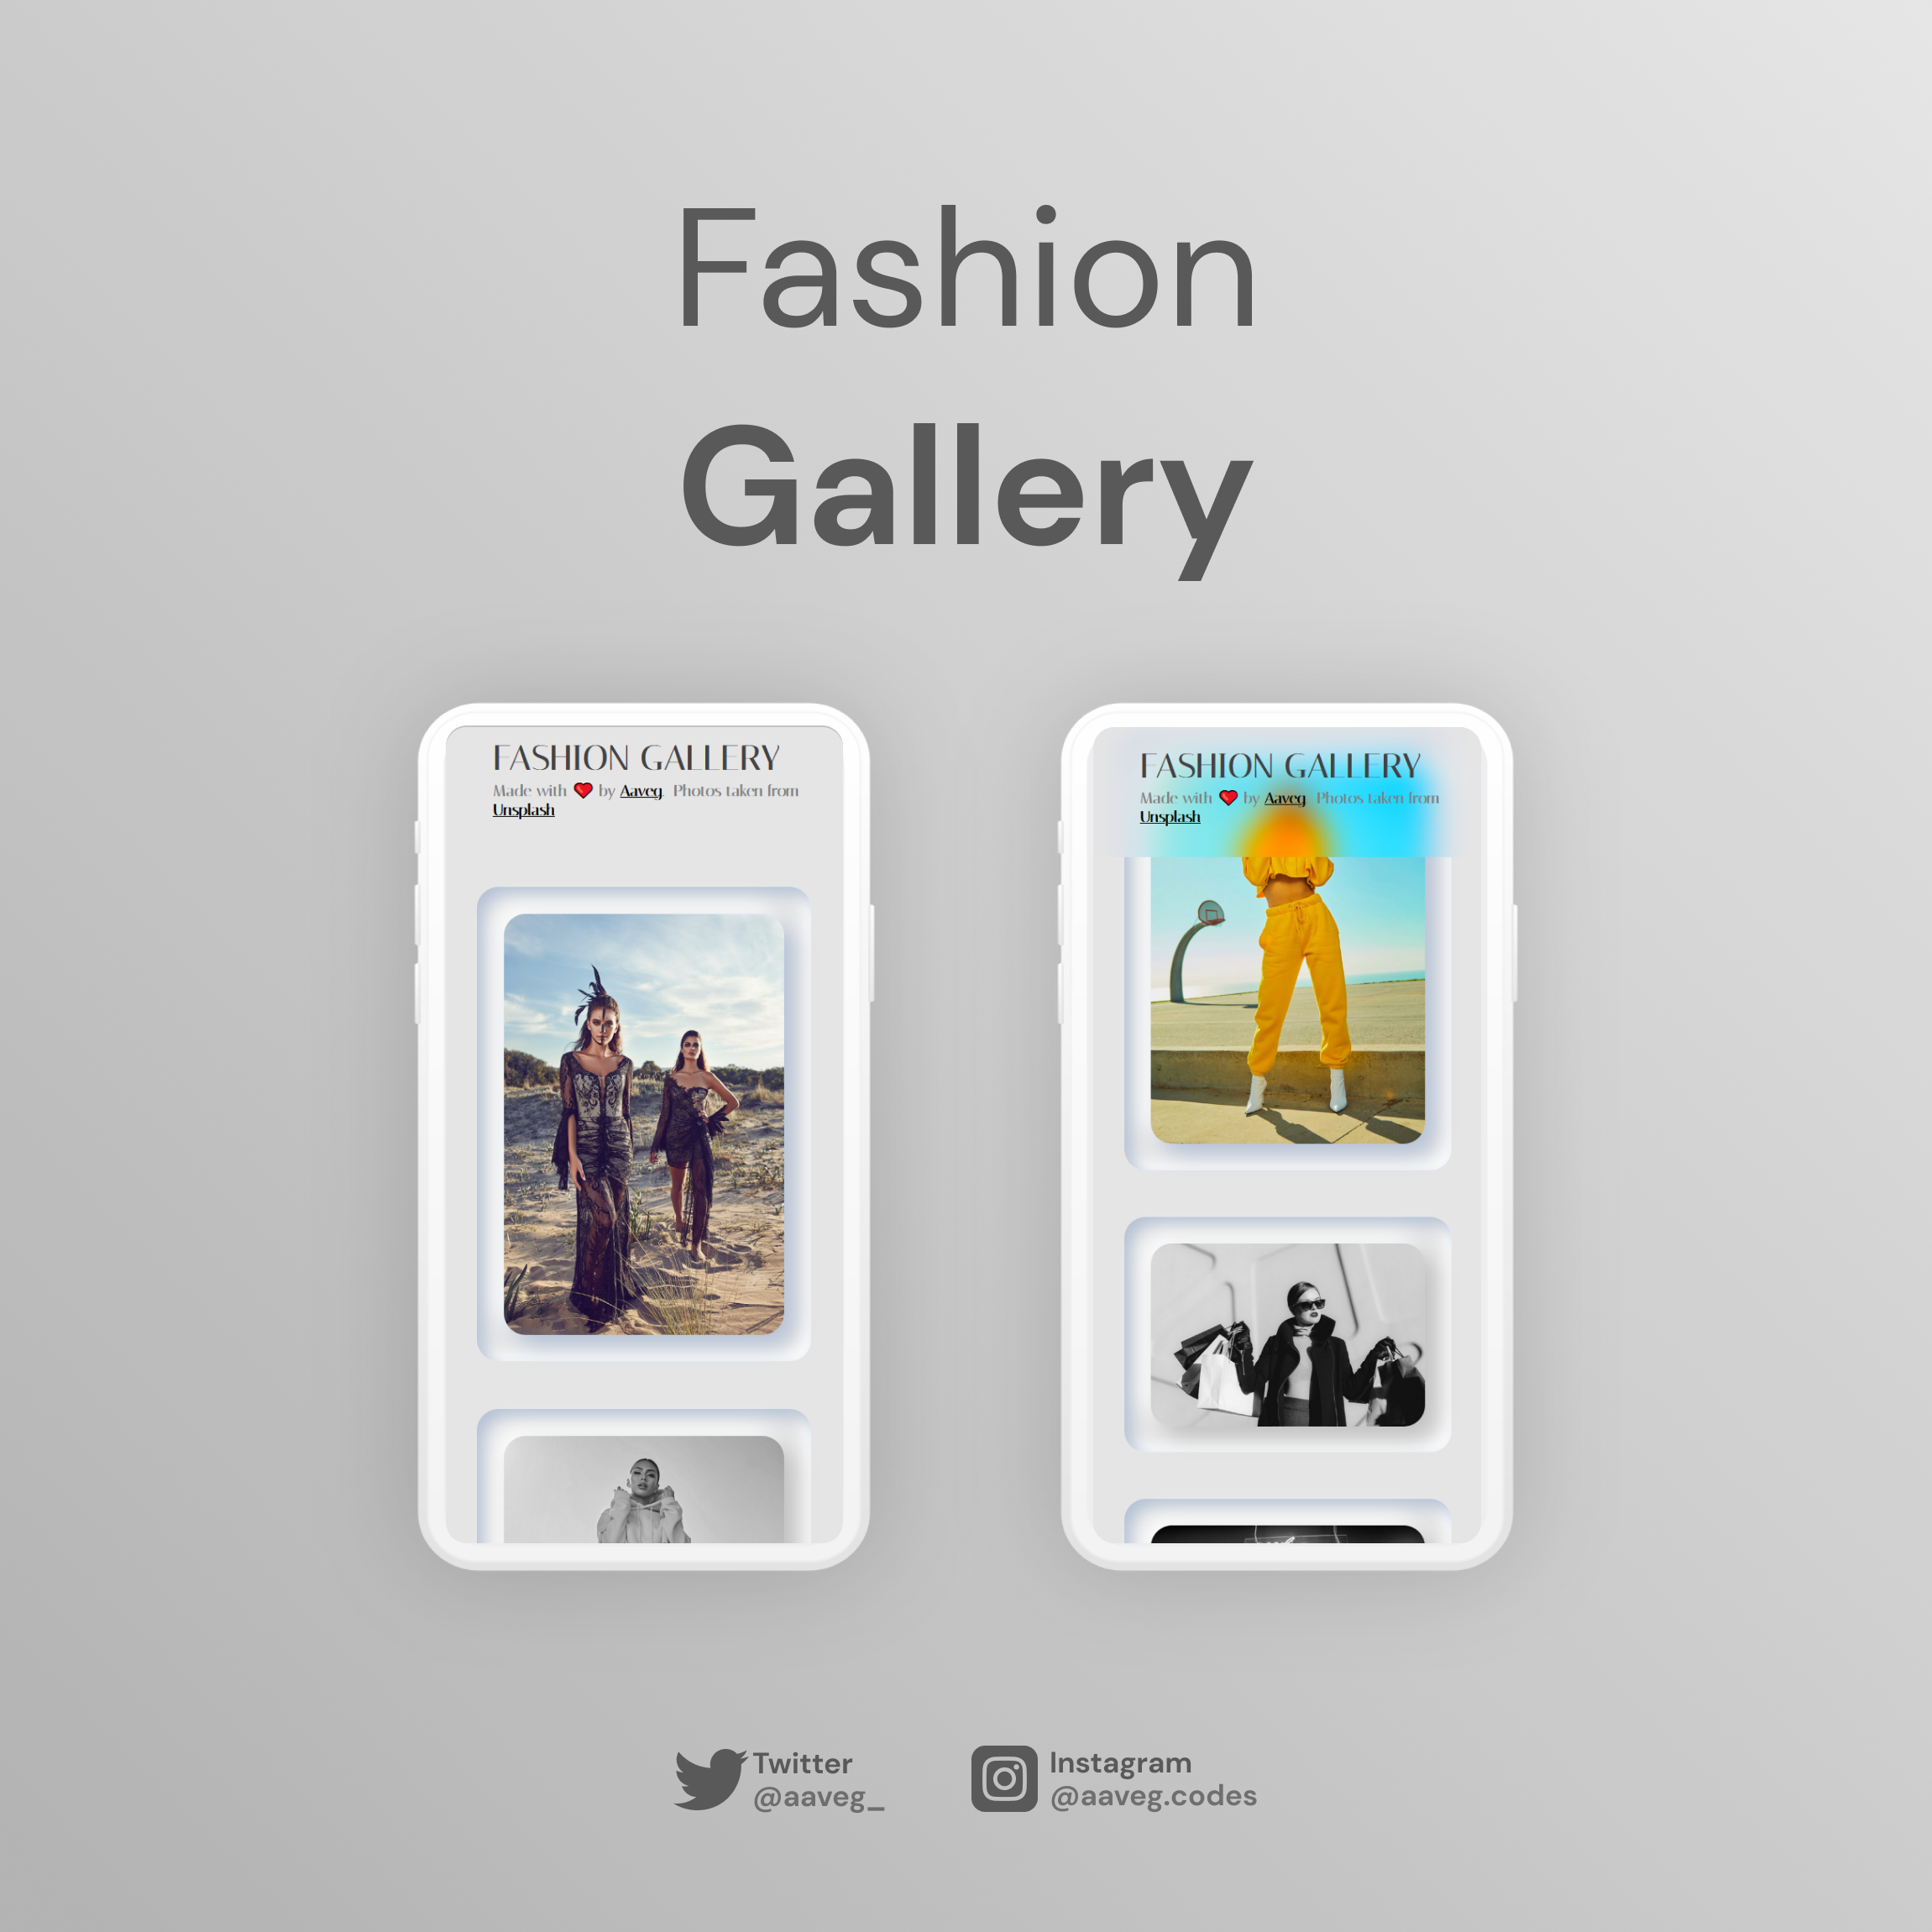 Fashion
Gallery
FASHION GALLERY
Made with ❤️ by Aaveg. Photos taken from
Unsplash
FASHION GALLERY
Made with ❤️ by Aaveg. Photos taken from
Unsplash
Twitter
@aaveg_
Instagram
@aaveg.codes